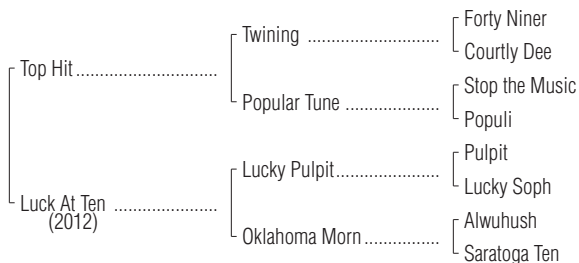 Forty Niner
Twining ........................
Courtly Dee
Top Hit ..........................
Stop the Music
Popular Tune .................
Populi
Pulpit
Lucky Pulpit...................
Lucky Soph
Luck At Ten ...................
(2012)
Alwuhush
Oklahoma Morn..............
Saratoga Ten